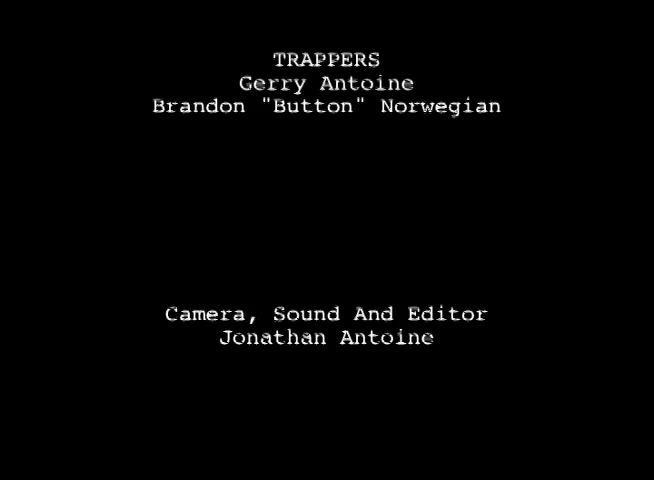 TRAPPERS
Gerry Antoine
Brandon "Button" Norwegian
Camera, Sound And Editor
Jonathan Antoine